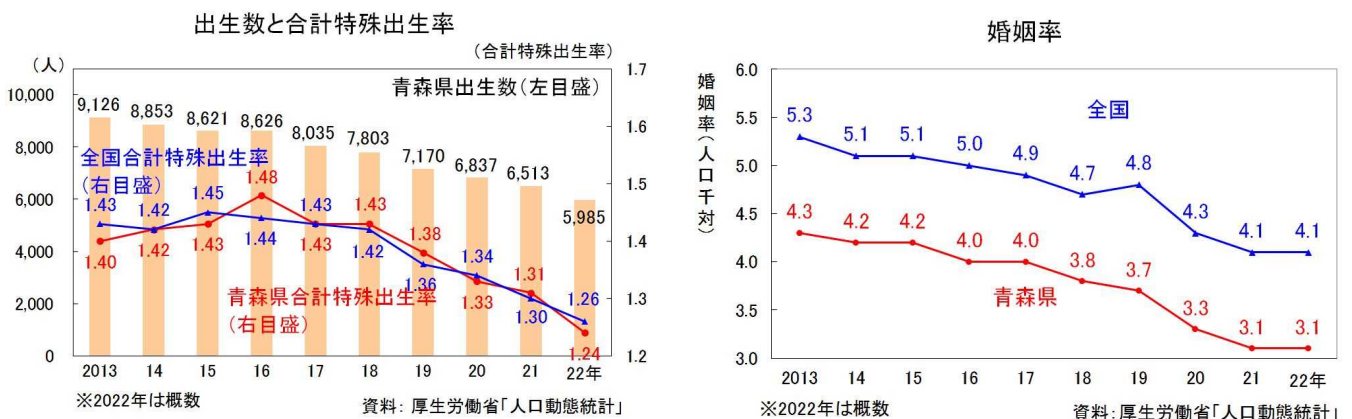 出生数と合計特殊出生率
(人)
(合計特殊出生率)
10,000
8,000
6,000
4,000
2,000
0
1.7
1.6
1.5
1.4
1.3
1.2
青森県出生数(左目盛)
9,126
8,853
8,621
8,626
8,035
7,803
7,170
6,837
6,513
5,985
全国合計特殊出生率
(右目盛)
1.43
1.42
1.45
1.44
1.43
1.42
1.36
1.34
1.30
1.26
1.40
1.42
1.43
1.48
1.43
1.43
1.38
1.33
1.31
1.24
青森県合計特殊出生率
(右目盛)
2013 14 15 16 17 18 19 20 21 22年
※2022年は概数
資料：厚生労働省「人口動態統計」
婚姻率
婚姻率(人口千対)
6.0
5.5
5.0
4.5
4.0
3.5
3.0
全国
5.3 5.1 5.1 5.0 4.9 4.7 4.8 4.3 4.1 4.1
4.3 4.2 4.2 4.0 4.0 3.8 3.7 3.3 3.1 3.1
青森県
2013 14 15 16 17 18 19 20 21 22年
※2022年は概数
資料：厚生労働省「人口動態統計」